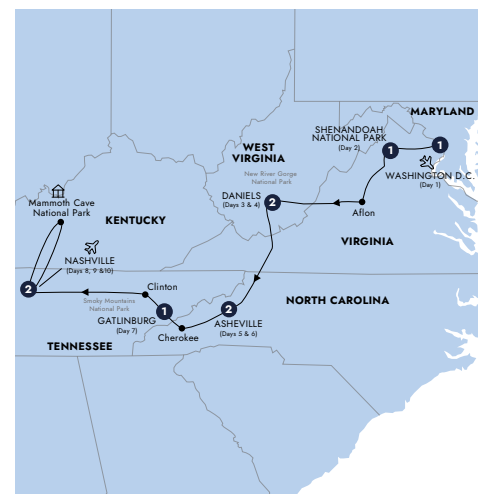 MARYLAND
SHENANDOAH
NATIONAL PARK
(Day 2)
1
1
WASHINGTON D.C.
(Day 1)
WEST
VIRGINIA
New River Gorge
National Park
DANIELS
(Days 3 & 4)
2
Aflon
VIRGINIA
Mammoth Cave
National Park
KENTUCKY
NASHVILLE
(Days 8, 9 &10)
2
Clinton
Smoky Mountains
National Park
1
GATLINBURG
(Day 7)
Cherokee
2
ASHEVILLE
(Days 5 & 6)
NORTH CAROLINA
TENNESSEE